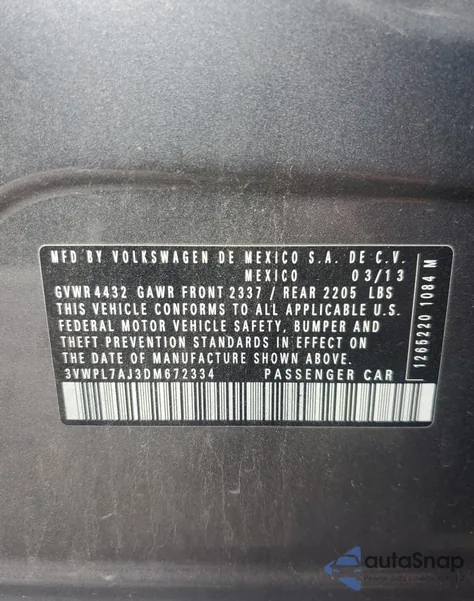 MFD BY VOLKSWAGEN DE MEXICO S.A. DE C.V.
MEXICO 03/13
GVWR 4432 GAWR FRONT 2337 / REAR 2205 LBS
THIS VEHICLE CONFORMS TO ALL APPLICABLE U.S.
FEDERAL MOTOR VEHICLE SAFETY, BUMPER AND
THEFT PREVENTION STANDARDS IN EFFECT ON
THE DATE OF MANUFACTURE SHOWN ABOVE.
3VWPL7AJ3DM672334 PASSENGER CAR
1266220 1084 M
autoSnap